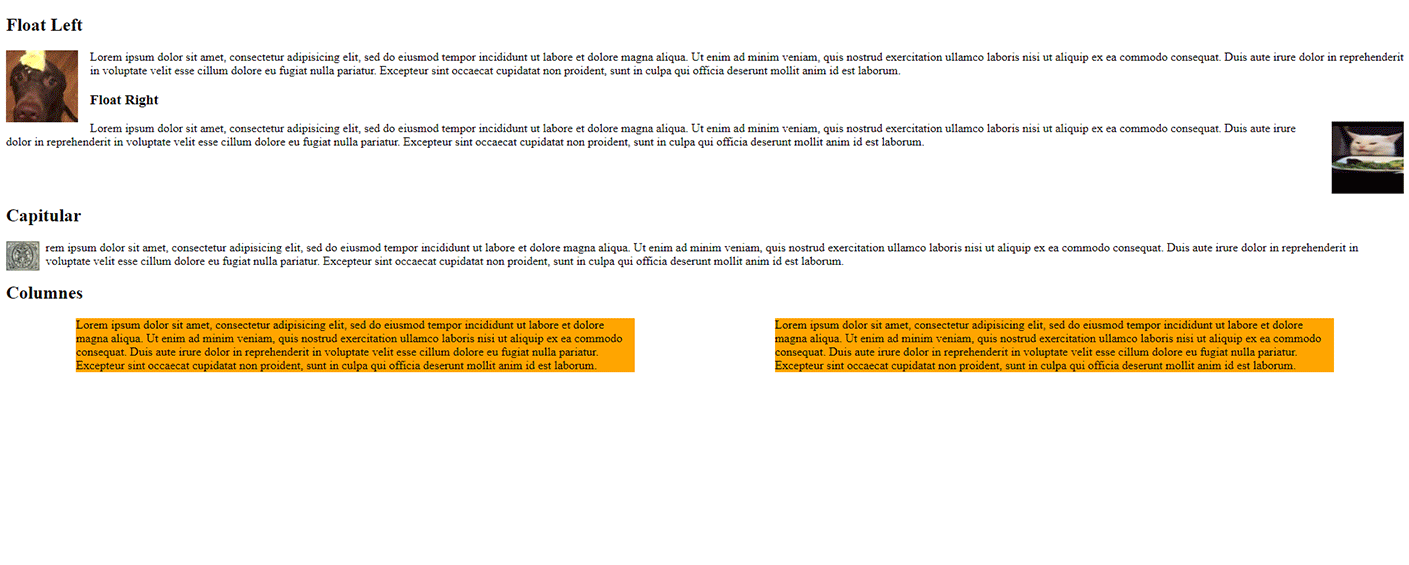 Float Left
Lorem ipsum dolor sit amet, consectetur adipisicing elit, sed do eiusmod tempor incididunt ut labore et dolore magna aliqua. Ut enim ad minim veniam, quis nostrud exercitation ullamco laboris nisi ut aliquip ex ea commodo consequat. Duis aute irure dolor in reprehenderit
in voluptate velit esse cillum dolore eu fugiat nulla pariatur. Excepteur sint occaecat cupidatat non proident, sunt in culpa qui officia deserunt mollit anim id est laborum.
Float Right
Lorem ipsum dolor sit amet, consectetur adipisicing elit, sed do eiusmod tempor incididunt ut labore et dolore magna aliqua. Ut enim ad minim veniam, quis nostrud exercitation ullamco laboris nisi ut aliquip ex ea commodo consequat. Duis aute irure
dolor in reprehenderit in voluptate velit esse cillum dolore eu fugiat nulla pariatur. Excepteur sint occaecat cupidatat non proident, sunt in culpa qui officia deserunt mollit anim id est laborum.
Capitular
rem ipsum dolor sit amet, consectetur adipisicing elit, sed do eiusmod tempor incididunt ut labore et dolore magna aliqua. Ut enim ad minim veniam, quis nostrud exercitation ullamco laboris nisi ut aliquip ex ea commodo consequat. Duis aute irure dolor in reprehenderit in
voluptate velit esse cillum dolore eu fugiat nulla pariatur. Excepteur sint occaecat cupidatat non proident, sunt in culpa qui officia deserunt mollit anim id est laborum.
Columnes
Lorem ipsum dolor sit amet, consectetur adipisicing elit, sed do eiusmod tempor incididunt ut labore et dolore
magna aliqua. Ut enim ad minim veniam, quis nostrud exercitation ullamco laboris nisi ut aliquip ex ea commodo
consequat. Duis aute irure dolor in reprehenderit in voluptate velit esse cillum dolore eu fugiat nulla pariatur.
Excepteur sint occaecat cupidatat non proident, sunt in culpa qui officia deserunt mollit anim id est laborum.
Lorem ipsum dolor sit amet, consectetur adipisicing elit, sed do eiusmod tempor incididunt ut labore et dolore
magna aliqua. Ut enim ad minim veniam, quis nostrud exercitation ullamco laboris nisi ut aliquip ex ea commodo
consequat. Duis aute irure dolor in reprehenderit in voluptate velit esse cillum dolore eu fugiat nulla pariatur.
Excepteur sint occaecat cupidatat non proident, sunt in culpa qui officia deserunt mollit anim id est laborum.